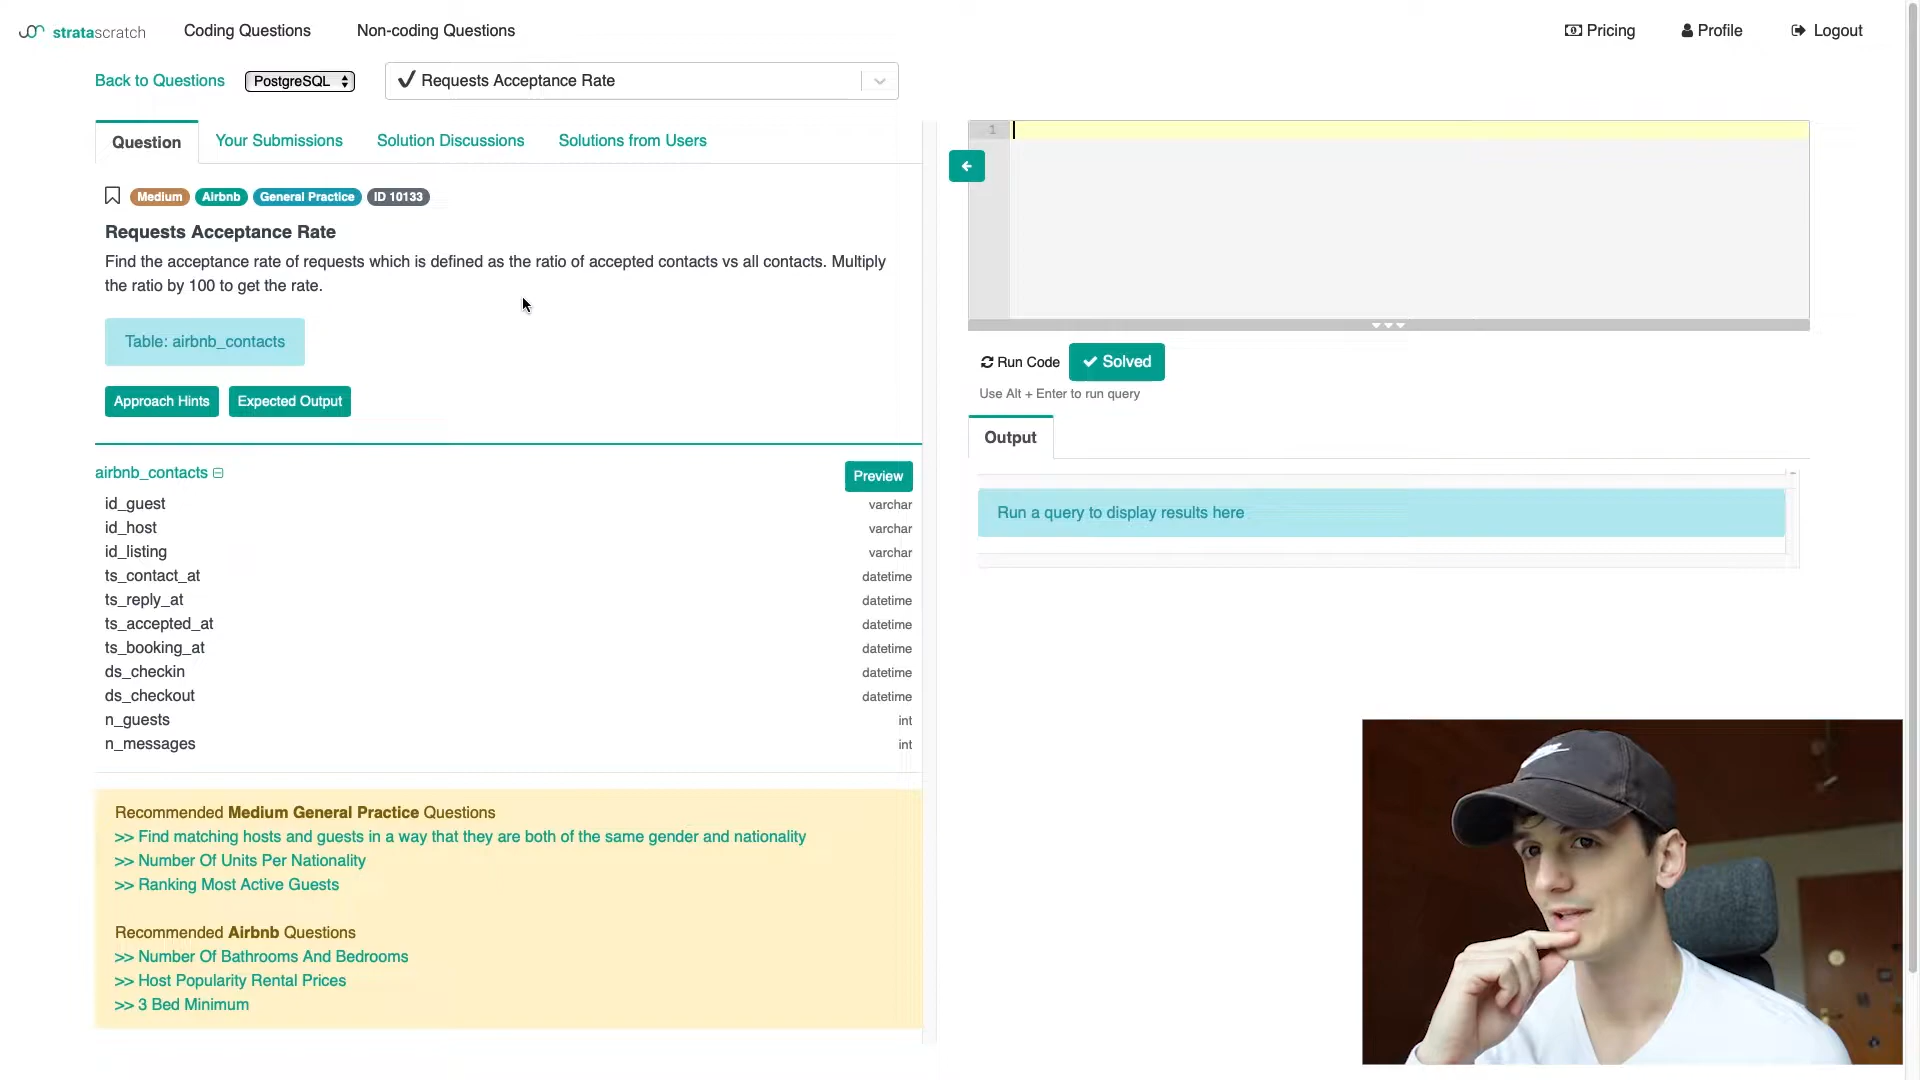 stratascratch
Coding Questions
Non-coding Questions
Pricing
Profile
Logout
Back to Questions
PostgreSQL
Requests Acceptance Rate
Question
Your Submissions
Solution Discussions
Solutions from Users
Medium
Airbnb
General Practice
ID 10133
Requests Acceptance Rate
Find the acceptance rate of requests which is defined as the ratio of accepted contacts vs all contacts. Multiply
the ratio by 100 to get the rate.
Table: airbnb_contacts
Approach Hints
Expected Output
airbnb_contacts
Preview
id_guest varchar
id_host varchar
id_listing varchar
ts_contact_at datetime
ts_reply_at datetime
ts_accepted_at datetime
ts_booking_at datetime
ds_checkin datetime
ds_checkout datetime
n_guests int
n_messages int
Recommended Medium General Practice Questions
>> Find matching hosts and guests in a way that they are both of the same gender and nationality
>> Number Of Units Per Nationality
>> Ranking Most Active Guests
Recommended Airbnb Questions
>> Number Of Bathrooms And Bedrooms
>> Host Popularity Rental Prices
>> 3 Bed Minimum
1
Run Code
Solved
Use Alt + Enter to run query
Output
Run a query to display results here